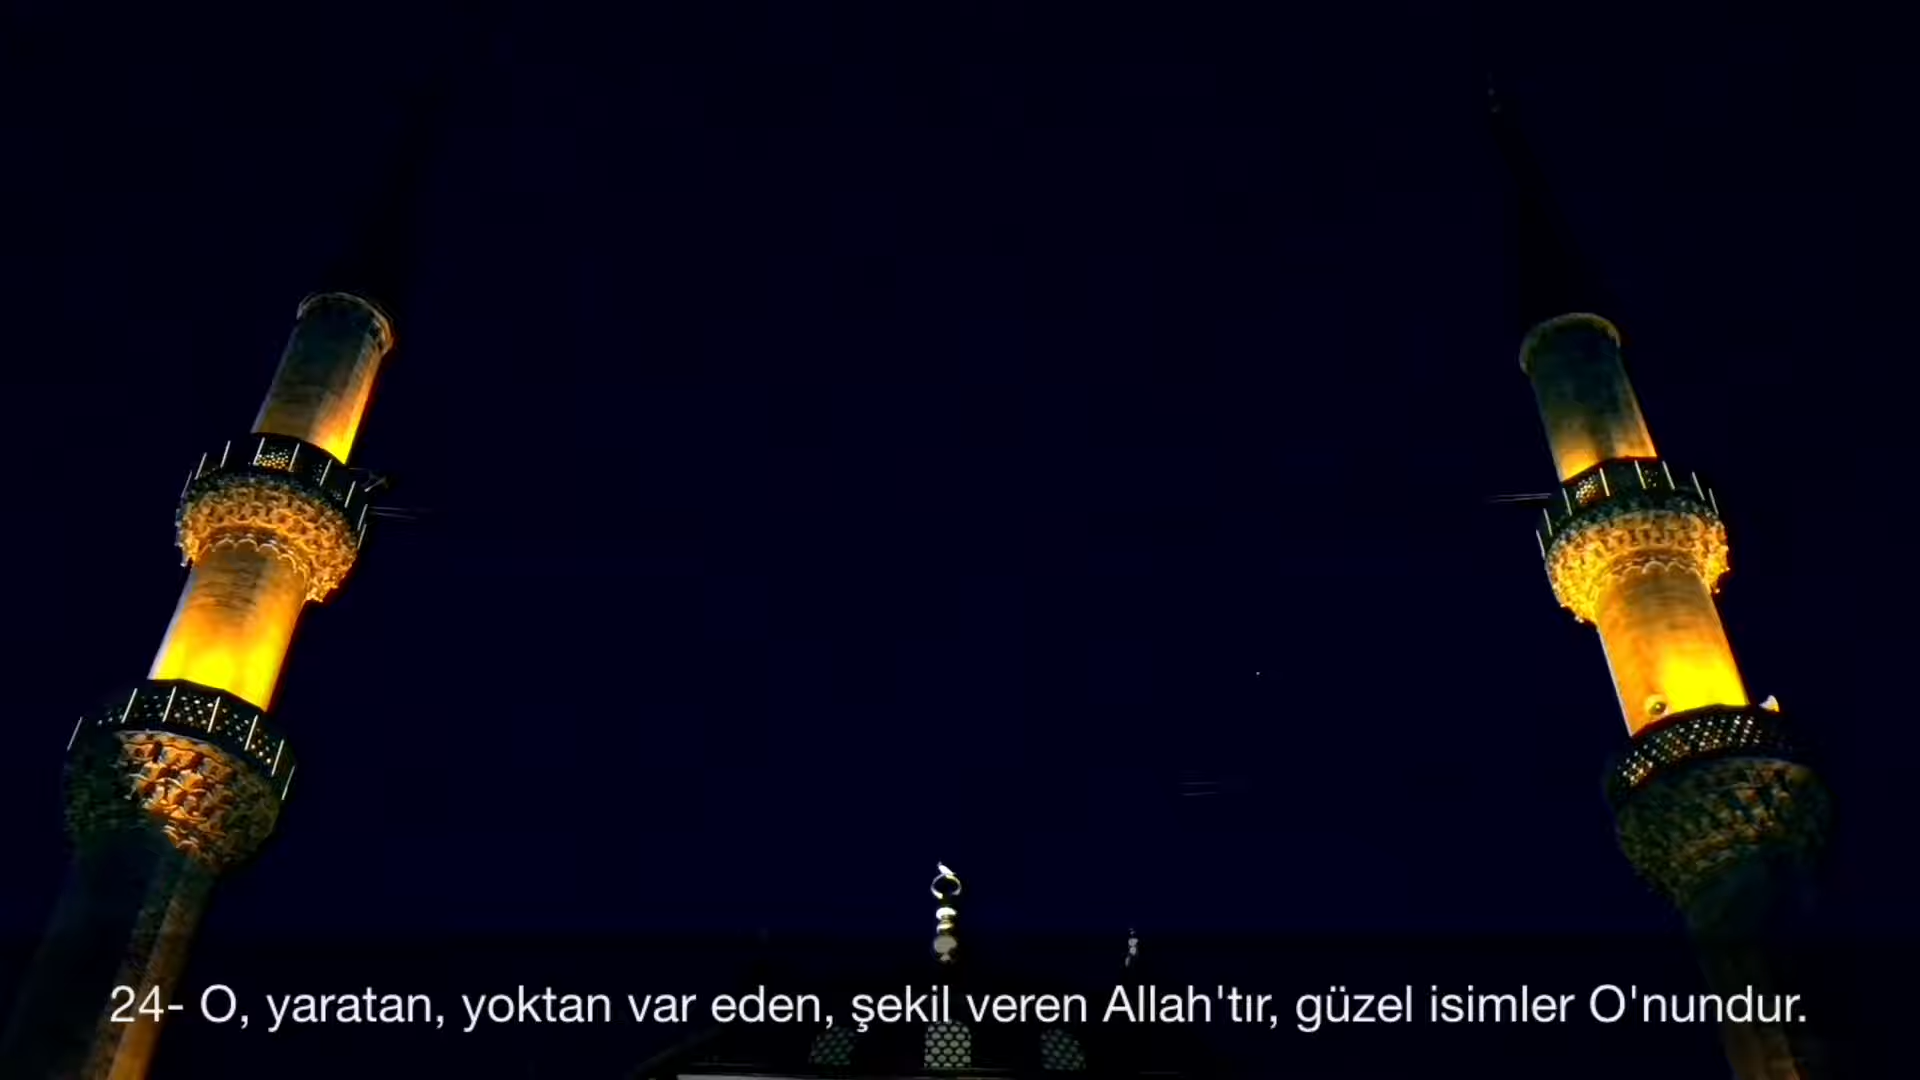 24- O, yaratan, yoktan var eden, şekil veren Allah'tır, güzel isimler O'nundur.